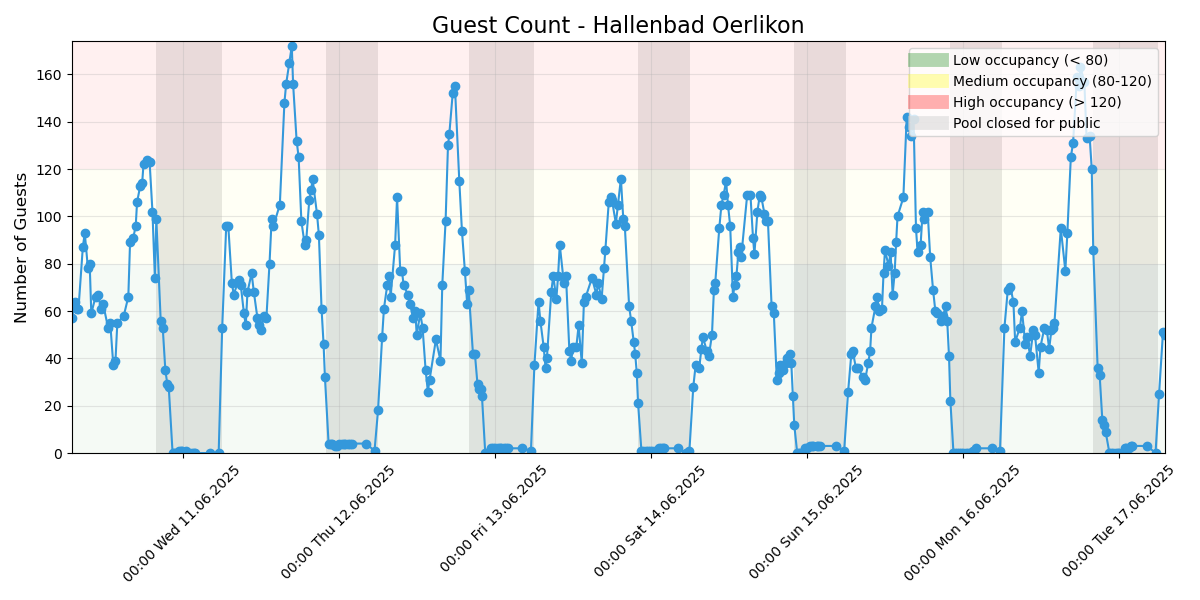 Guest Count - Hallenbad Oerlikon
Number of Guests
160
140
120
100
80
60
40
20
0
Low occupancy (< 80)
Medium occupancy (80-120)
High occupancy (> 120)
Pool closed for public
00:00 Wed 11.06.2025
00:00 Thu 12.06.2025
00:00 Fri 13.06.2025
00:00 Sat 14.06.2025
00:00 Sun 15.06.2025
00:00 Mon 16.06.2025
00:00 Tue 17.06.2025